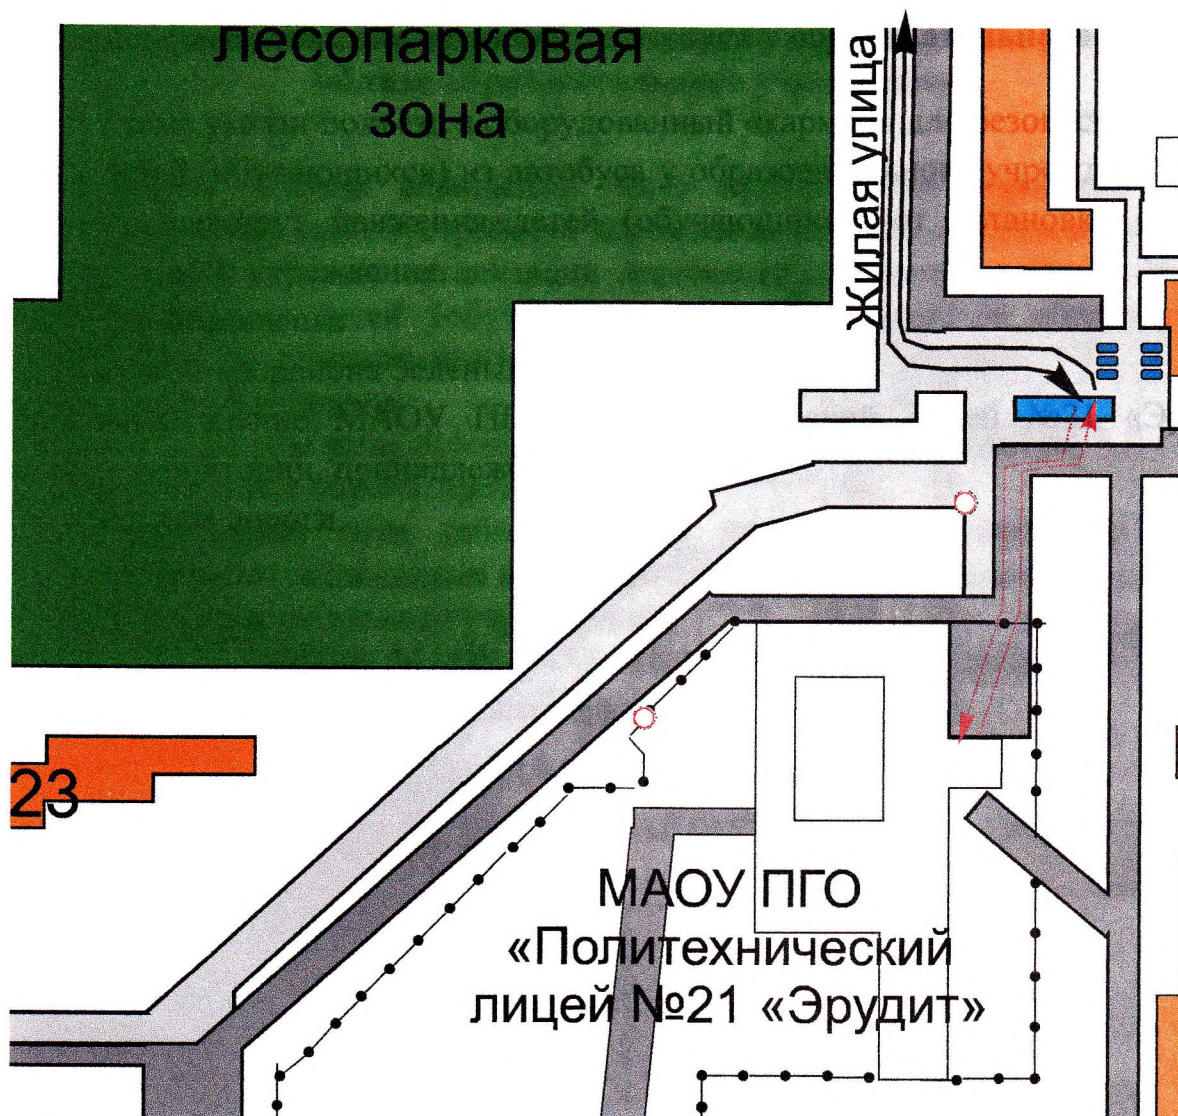 лесопарковая
зона
Жилая улица
23
МАОУ ПГО
«Политехнический
лицей №21 «Эрудит»